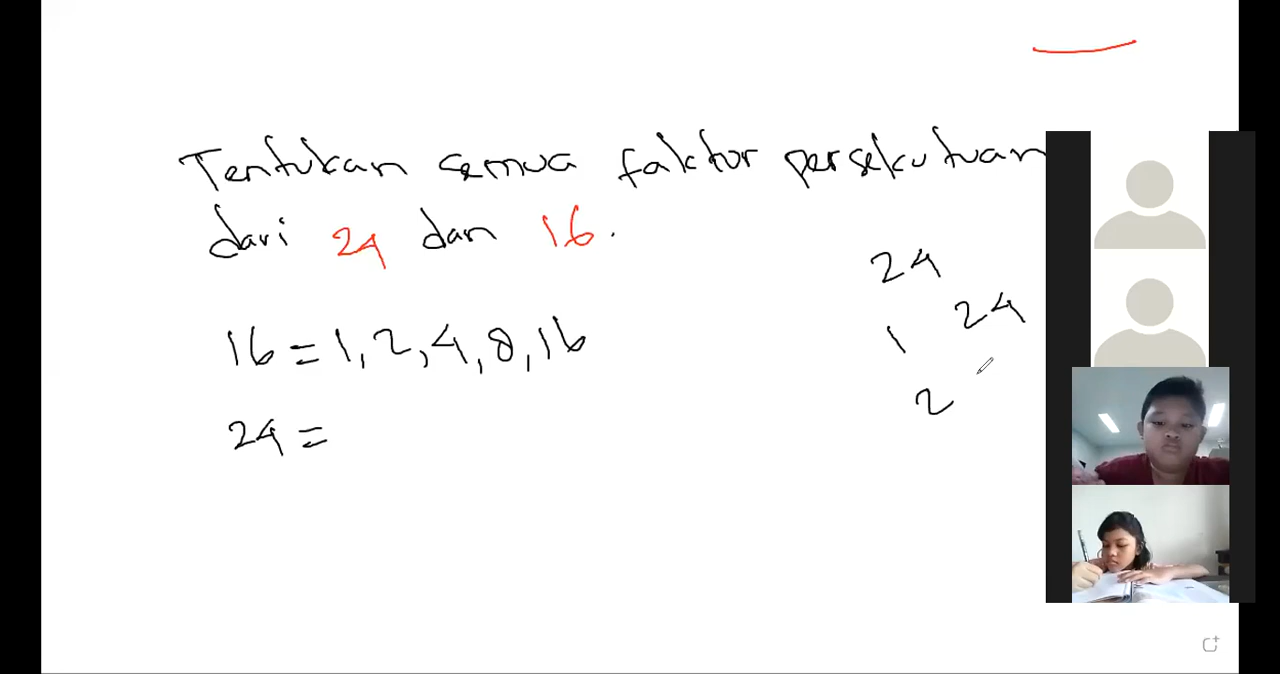 Tentukan semua faktor persekutuan
dari 24 dan 16.
16 = 1, 2, 4, 8, 16
24 =
24
1 24
2